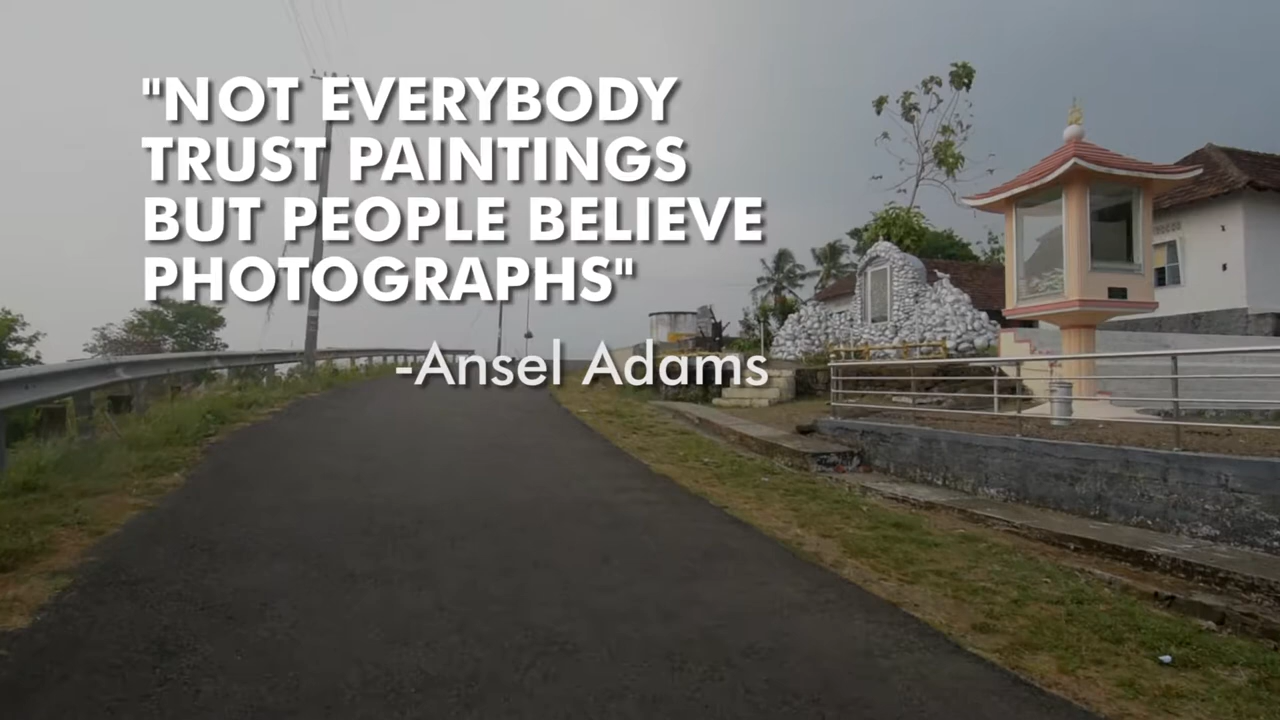 "NOT EVERYBODY
TRUST PAINTINGS
BUT PEOPLE BELIEVE
PHOTOGRAPHS"
-Ansel Adams